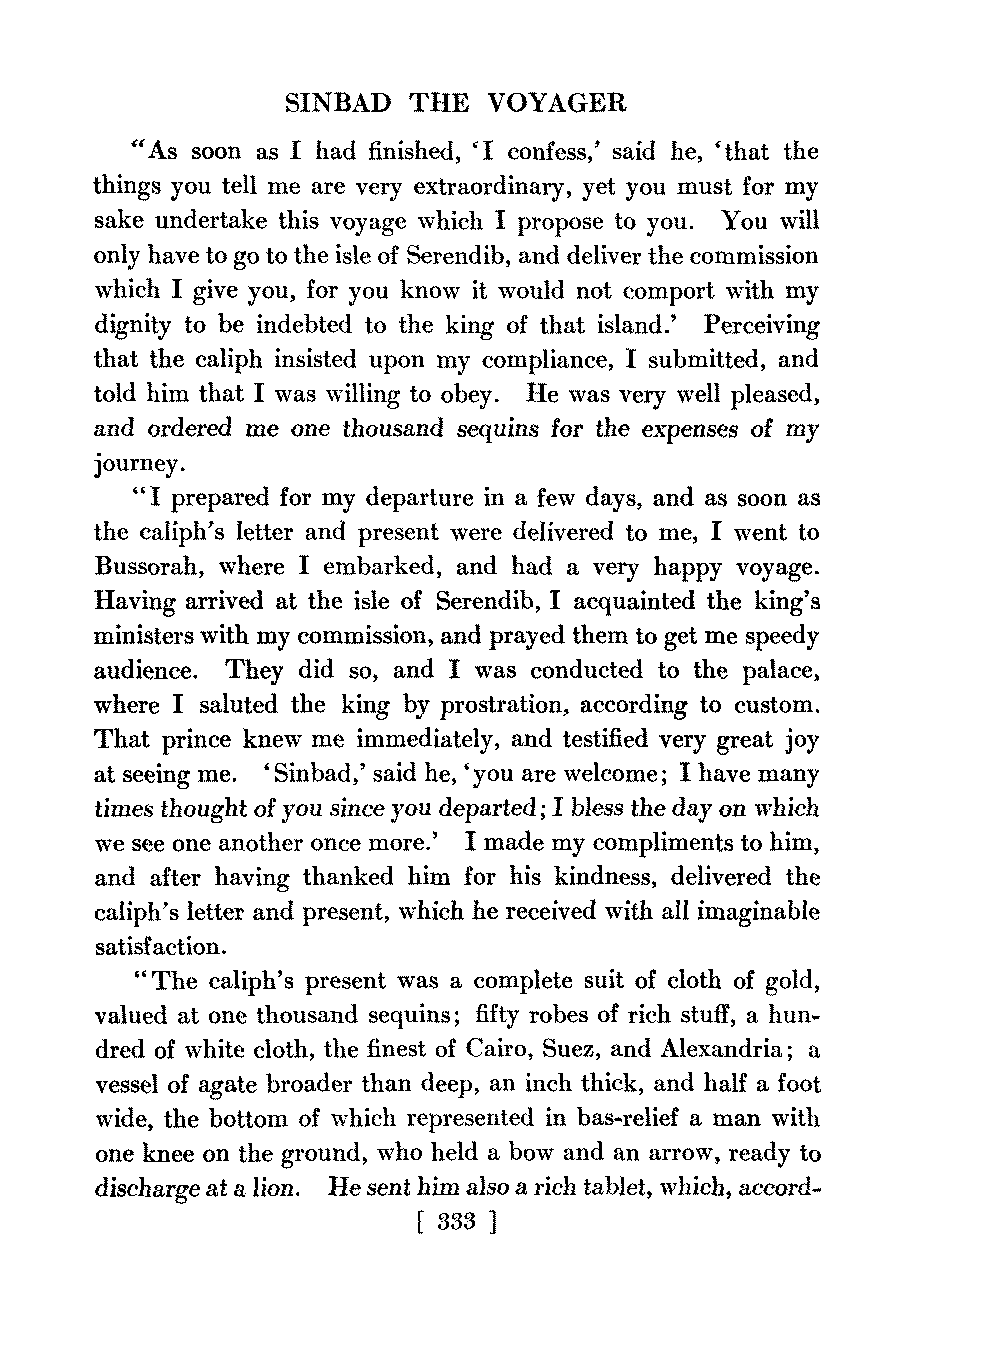 SINBAD THE VOYAGER
“As soon as I had finished, ‘I confess,’ said he, ‘that the
things you tell me are very extraordinary, yet you must for my
sake undertake this voyage which I propose to you. You will
only have to go to the isle of Serendib, and deliver the commission
which I give you, for you know it would not comport with my
dignity to be indebted to the king of that island.’ Perceiving
that the caliph insisted upon my compliance, I submitted, and
told him that I was willing to obey. He was very well pleased,
and ordered me one thousand sequins for the expenses of my
journey.
“I prepared for my departure in a few days, and as soon as
the caliph’s letter and present were delivered to me, I went to
Bussorah, where I embarked, and had a very happy voyage.
Having arrived at the isle of Serendib, I acquainted the king’s
ministers with my commission, and prayed them to get me speedy
audience. They did so, and I was conducted to the palace,
where I saluted the king by prostration, according to custom.
That prince knew me immediately, and testified very great joy
at seeing me. ‘Sinbad,’ said he, ‘you are welcome; I have many
times thought of you since you departed; I bless the day on which
we see one another once more.’ I made my compliments to him,
and after having thanked him for his kindness, delivered the
caliph’s letter and present, which he received with all imaginable
satisfaction.
“The caliph’s present was a complete suit of cloth of gold,
valued at one thousand sequins; fifty robes of rich stuff, a hun-
dred of white cloth, the finest of Cairo, Suez, and Alexandria; a
vessel of agate broader than deep, an inch thick, and half a foot
wide, the bottom of which represented in bas-relief a man with
one knee on the ground, who held a bow and an arrow, ready to
discharge at a lion. He sent him also a rich tablet, which, accord-
[ 333 ]